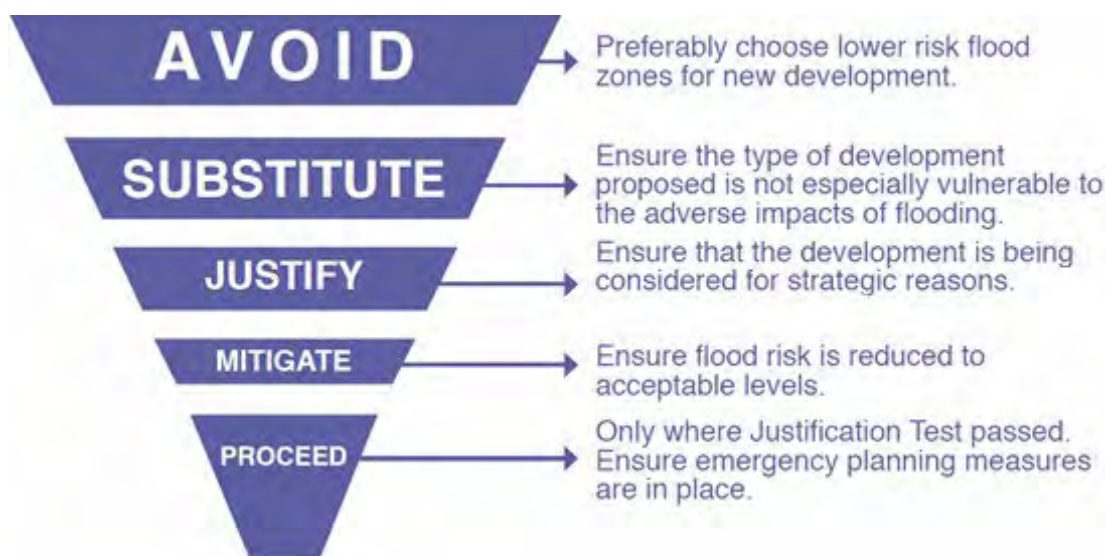 AVOID
Preferably choose lower risk flood
zones for new development.
SUBSTITUTE
Ensure the type of development
proposed is not especially vulnerable to
the adverse impacts of flooding.
JUSTIFY
Ensure that the development is being
considered for strategic reasons.
MITIGATE
Ensure flood risk is reduced to
acceptable levels.
PROCEED
Only where Justification Test passed.
Ensure emergency planning measures
are in place.